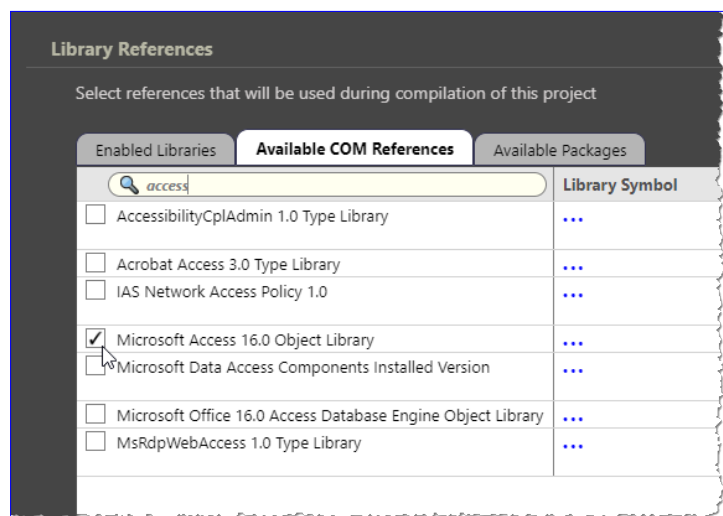 Library References
Select references that will be used during compilation of this project
Enabled Libraries Available COM References Available Packages
access Library Symbol
AccessibilityCplAdmin 1.0 Type Library ...
Acrobat Access 3.0 Type Library ...
IAS Network Access Policy 1.0 ...
Microsoft Access 16.0 Object Library ...
Microsoft Data Access Components Installed Version ...
Microsoft Office 16.0 Access Database Engine Object Library ...
MsRdpWebAccess 1.0 Type Library ...